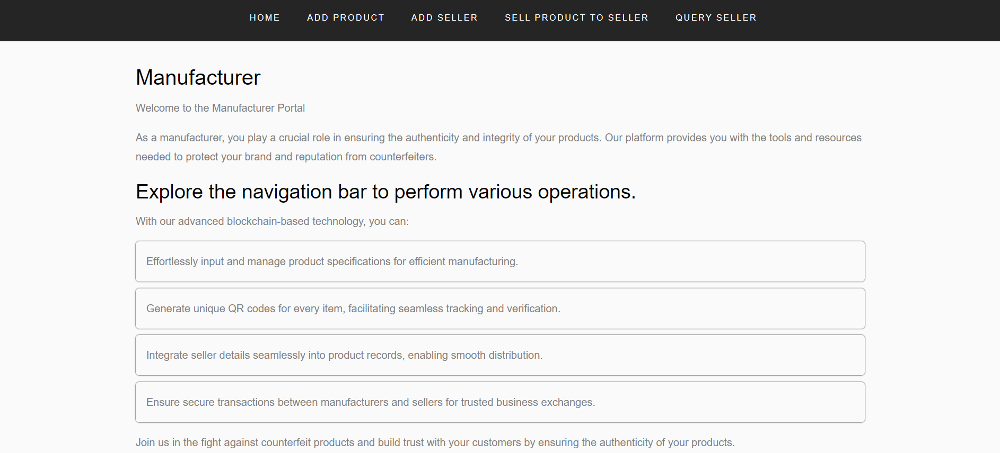 HOME ADD PRODUCT ADD SELLER SELL PRODUCT TO SELLER QUERY SELLER
Manufacturer
Welcome to the Manufacturer Portal
As a manufacturer, you play a crucial role in ensuring the authenticity and integrity of your products. Our platform provides you with the tools and resources
needed to protect your brand and reputation from counterfeiters.
Explore the navigation bar to perform various operations.
With our advanced blockchain-based technology, you can:
Effortlessly input and manage product specifications for efficient manufacturing.
Generate unique QR codes for every item, facilitating seamless tracking and verification.
Integrate seller details seamlessly into product records, enabling smooth distribution.
Ensure secure transactions between manufacturers and sellers for trusted business exchanges.
Join us in the fight against counterfeit products and build trust with your customers by ensuring the authenticity of your products.